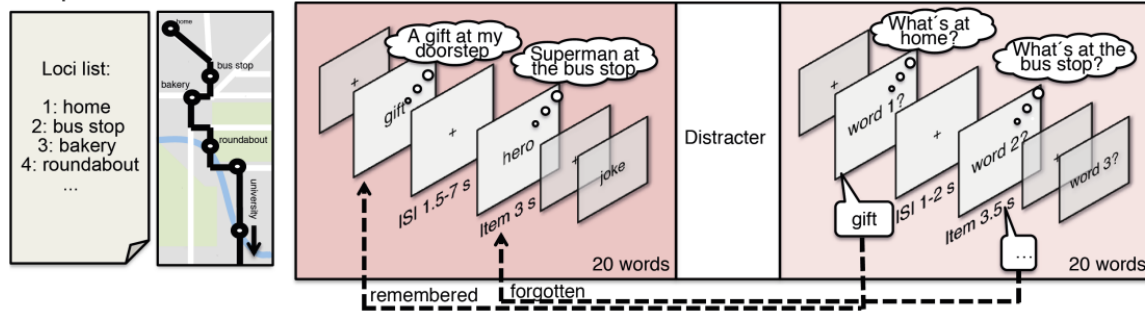 Loci list:
1: home
2: bus stop
3: bakery
4: roundabout
...
home
bus stop
bakery
roundabout
university
A gift at my
doorstep
Superman at
the bus stop
+
gift
+
hero
+
joke
ISI 1.5-7 s
Item 3 s
20 words
remembered
forgotten
Distracter
What´s at
home?
What´s at the
bus stop?
+
word 1?
+
word 2?
+
word 3?
ISI 1-2 s
Item 3.5 s
gift
...
20 words